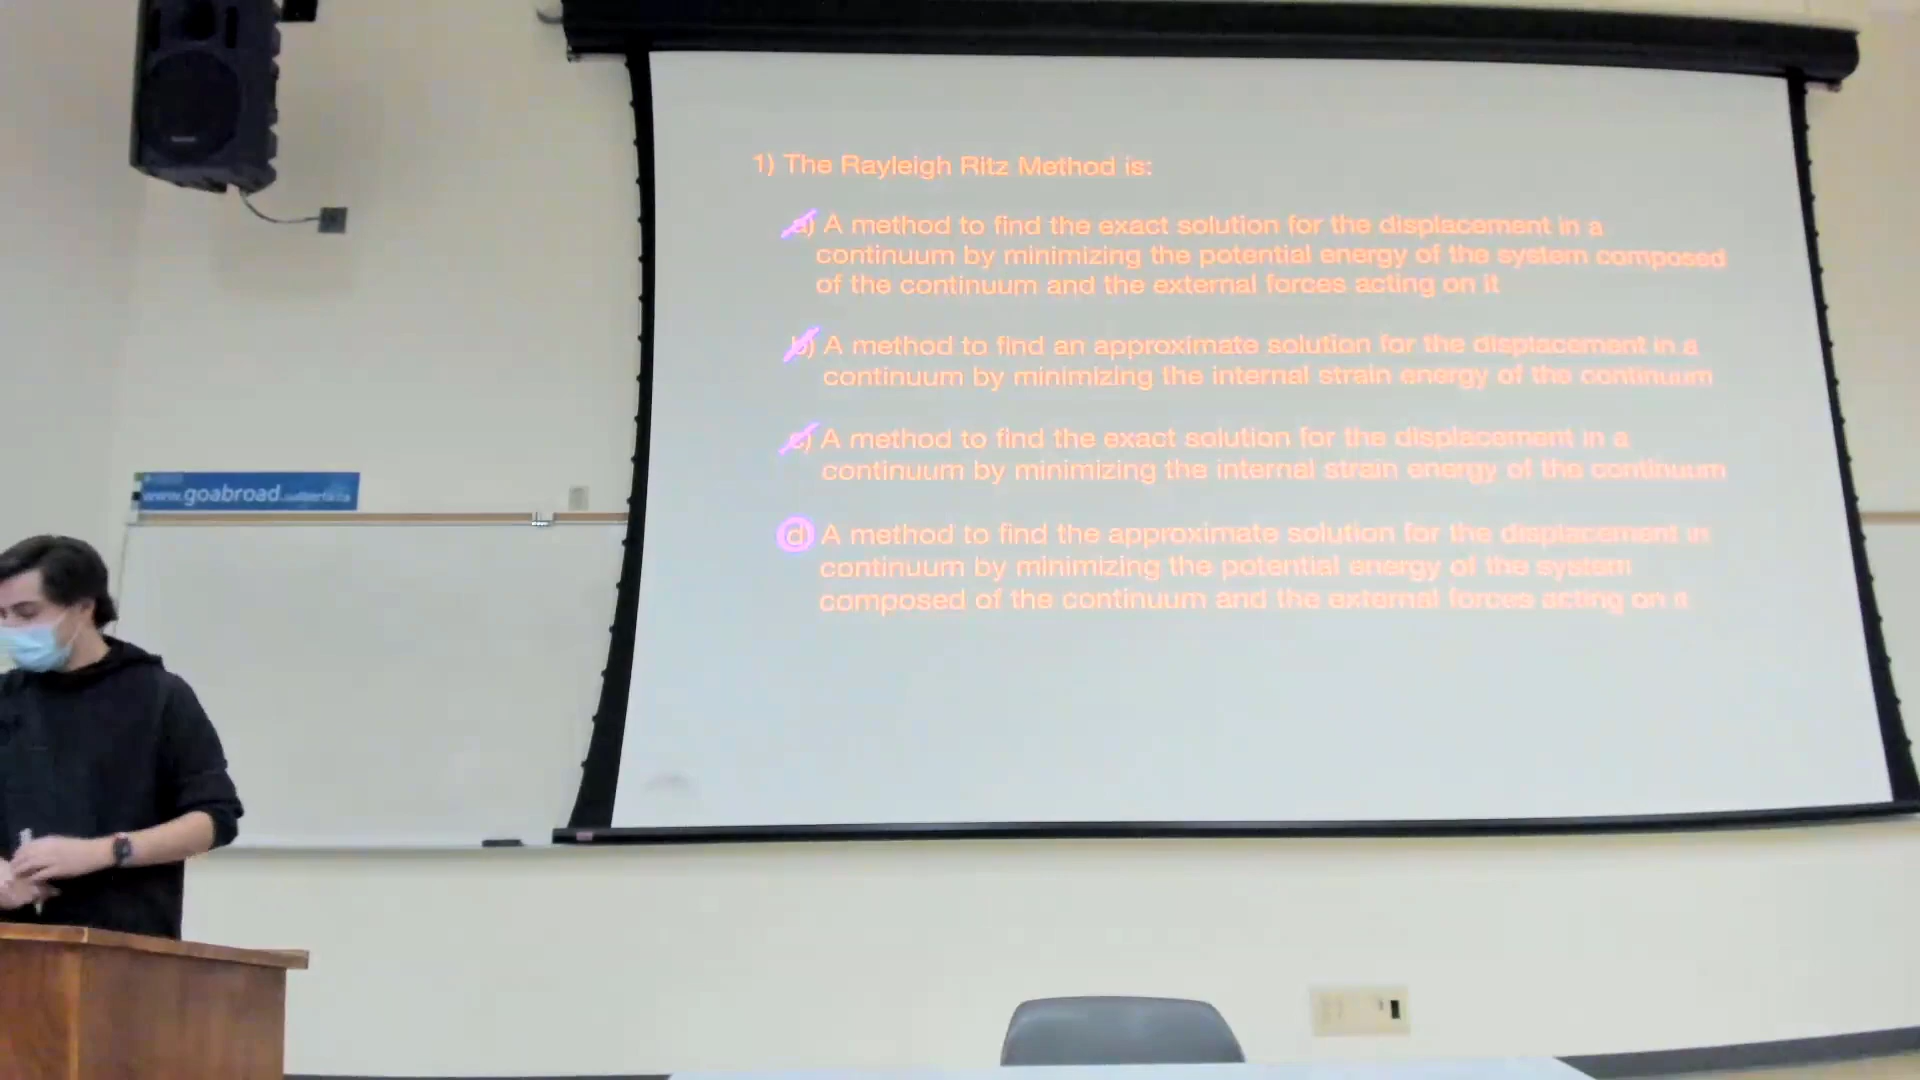 1) The Rayleigh Ritz Method is:
a) A method to find the exact solution for the displacement in a
continuum by minimizing the potential energy of the system composed
of the continuum and the external forces acting on it
b) A method to find an approximate solution for the displacement in a
continuum by minimizing the internal strain energy of the continuum
c) A method to find the exact solution for the displacement in a
continuum by minimizing the internal strain energy of the continuum
d) A method to find the approximate solution for the displacement in
continuum by minimizing the potential energy of the system
composed of the continuum and the external forces acting on it
www.goabroad.ualberta.ca